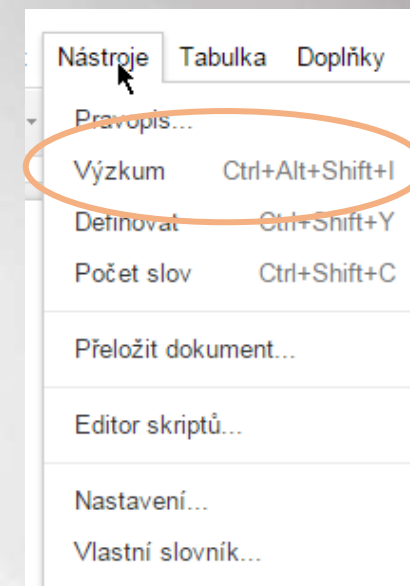 Nástroje Tabulka Doplňky
Pravopis...
Výzkum Ctrl+Alt+Shift+I
Definovat Ctrl+Shift+Y
Počet slov Ctrl+Shift+C
Přeložit dokument...
Editor skriptů...
Nastavení...
Vlastní slovník...